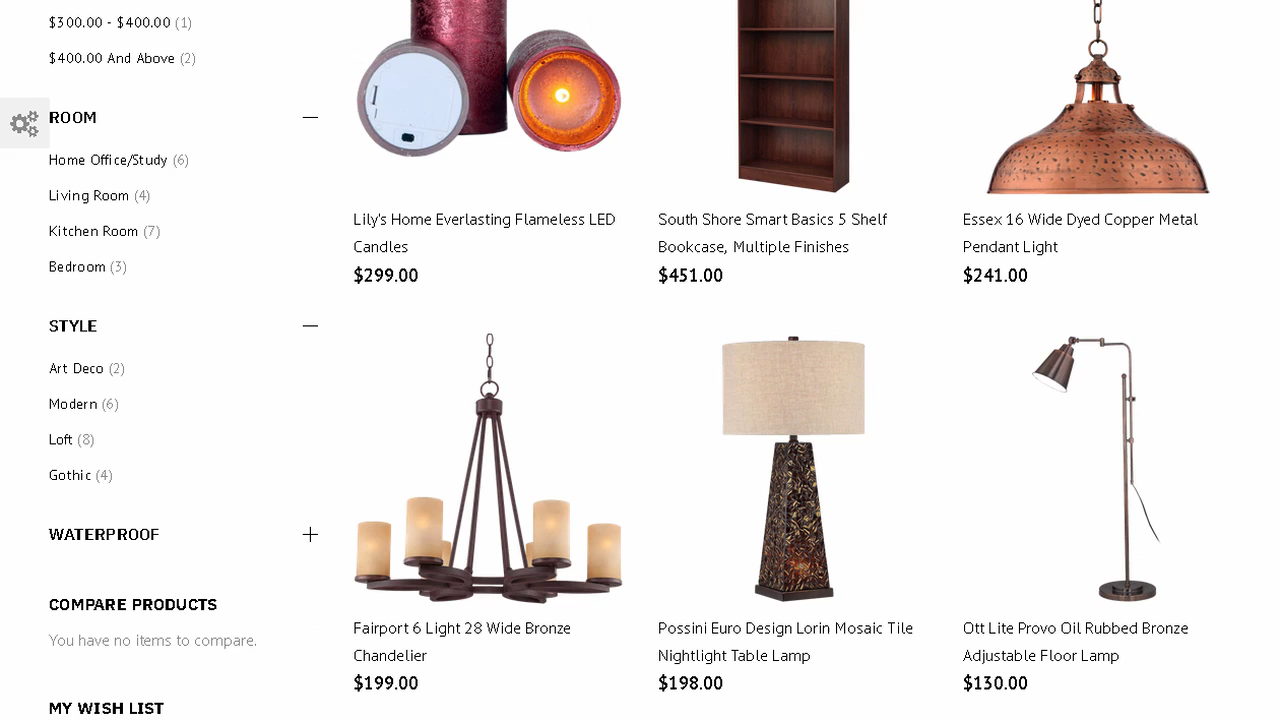 $300.00 - $400.00 (1)
$400.00 And Above (2)
ROOM
Home Office/Study (6)
Living Room (4)
Kitchen Room (7)
Bedroom (3)
STYLE
Art Deco (2)
Modern (6)
Loft (8)
Gothic (4)
WATERPROOF
COMPARE PRODUCTS
You have no items to compare.
MY WISH LIST
Lily's Home Everlasting Flameless LED
Candles
$299.00
South Shore Smart Basics 5 Shelf
Bookcase, Multiple Finishes
$451.00
Essex 16 Wide Dyed Copper Metal
Pendant Light
$241.00
Fairport 6 Light 28 Wide Bronze
Chandelier
$199.00
Possini Euro Design Lorin Mosaic Tile
Nightlight Table Lamp
$198.00
Ott Lite Provo Oil Rubbed Bronze
Adjustable Floor Lamp
$130.00